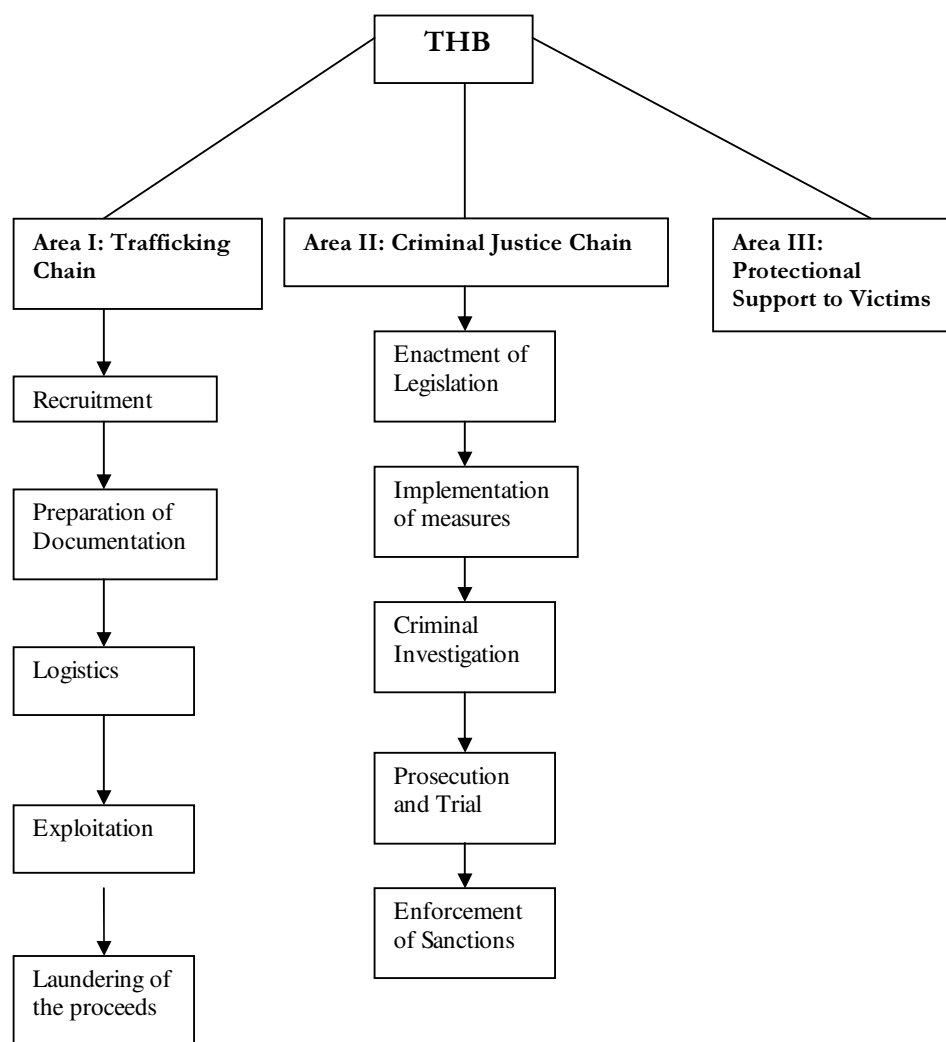 THB
Area I: Trafficking
Chain
Recruitment
Preparation of
Documentation
Logistics
Exploitation
Laundering of
the proceeds
Area II: Criminal Justice Chain
Enactment of
Legislation
Implementation
of measures
Criminal
Investigation
Prosecution
and Trial
Enforcement
of Sanctions
Area III:
Protectional
Support to Victims